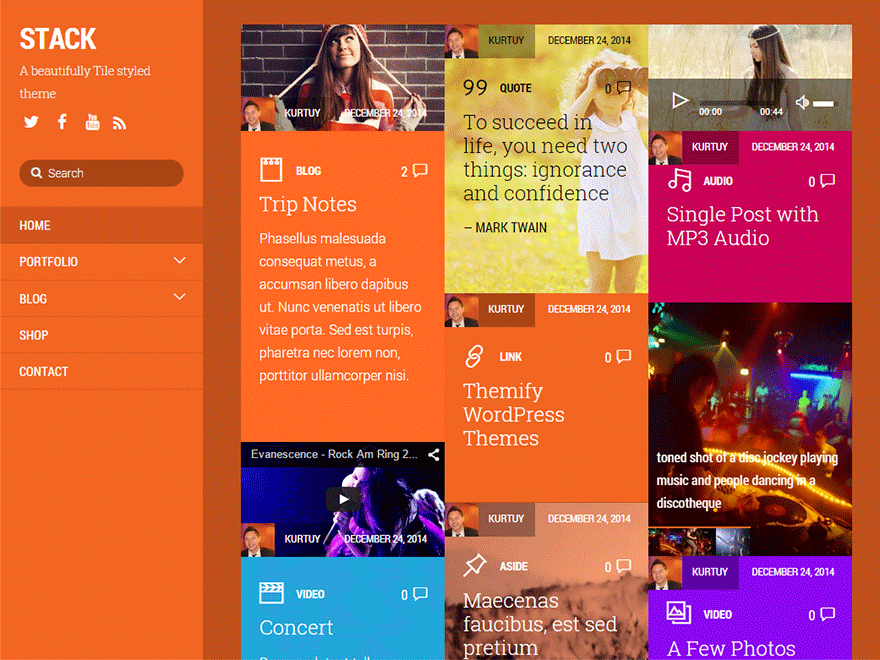 STACK
A beautifully Tile styled
theme
Search
HOME
PORTFOLIO
BLOG
SHOP
CONTACT
KURTUY DECEMBER 24, 2014
BLOG 2
Trip Notes
Phasellus malesuada
consequat metus, a
accumsan libero dapibus
ut. Nunc venenatis ut libero
vitae porta. Sed est turpis,
pharetra nec lorem non,
porttitor ullamcorper nisi.
Evanescence - Rock Am Ring 2...
KURTUY DECEMBER 24, 2014
VIDEO 0
Concert
KURTUY DECEMBER 24, 2014
QUOTE 0
To succeed in
life, you need two
things: ignorance
and confidence
– MARK TWAIN
KURTUY DECEMBER 24, 2014
LINK 0
Themify
WordPress
Themes
KURTUY DECEMBER 24, 2014
ASIDE 0
Maecenas
faucibus, est sed
pretium
00:00 00:44
KURTUY DECEMBER 24, 2014
AUDIO 0
Single Post with
MP3 Audio
toned shot of a disc jockey playing
music and people dancing in a
discotheque
KURTUY DECEMBER 24, 2014
VIDEO 0
A Few Photos